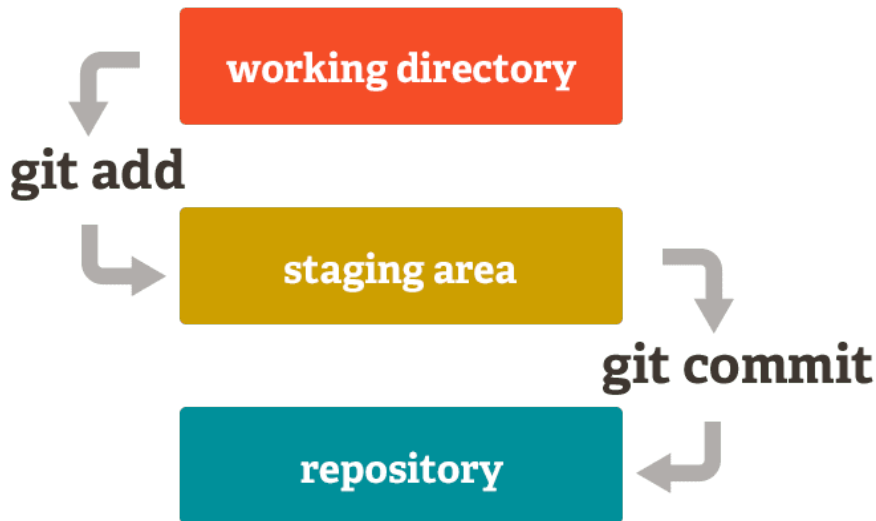 working directory
git add
staging area
git commit
repository